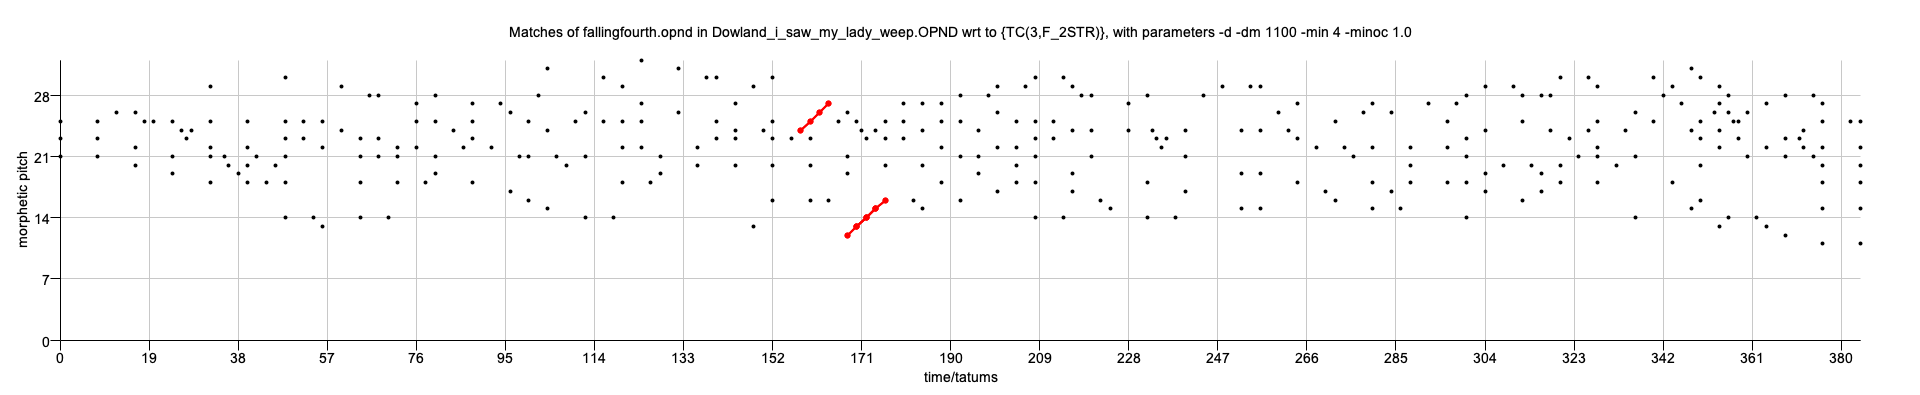 Matches of fallingfourth.opnd in Dowland_i_saw_my_lady_weep.OPND wrt to {TC(3,F_2STR)}, with parameters -d -dm 1100 -min 4 -minoc 1.0
morphetic pitch
28
21
14
7
0
0 19 38 57 76 95 114 133 152 171 190 209 228 247 266 285 304 323 342 361 380
time/tatums